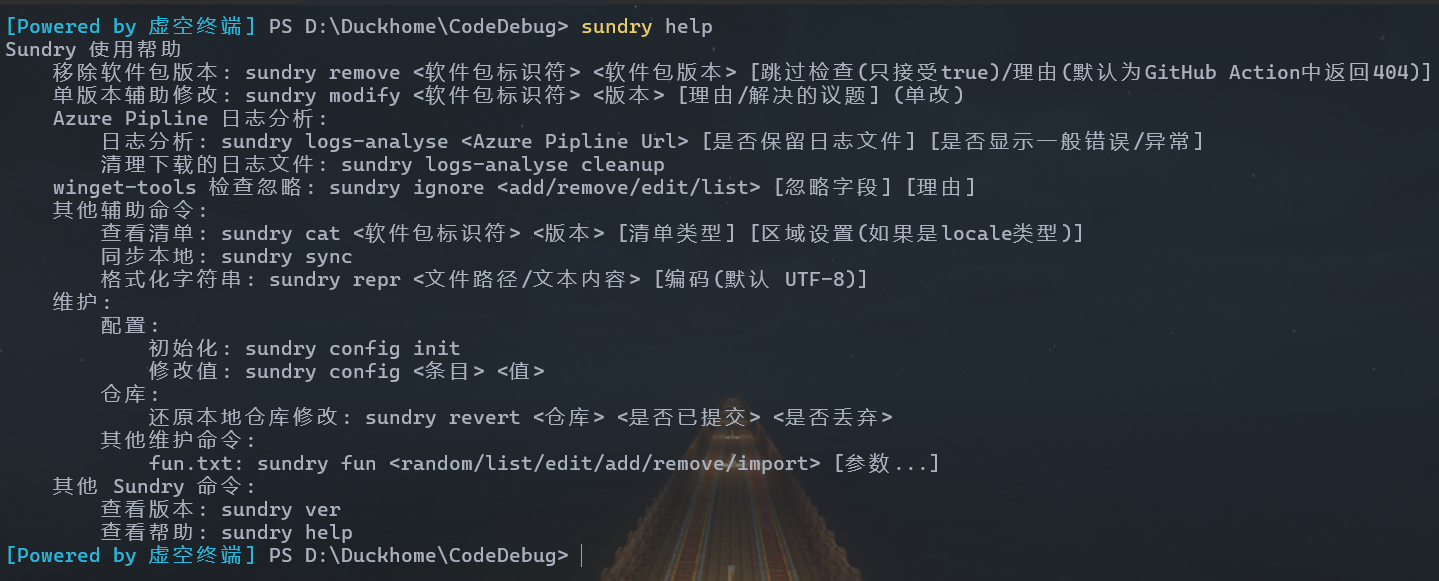 [Powered by 虚空终端] PS D:\Duckhome\CodeDebug> sundry help
Sundry 使用帮助
    移除软件包版本: sundry remove <软件包标识符> <软件包版本> [跳过检查(只接受true)/理由(默认为GitHub Action中返回404)]
    单版本辅助修改: sundry modify <软件包标识符> <版本> [理由/解决的议题] (单改)
    Azure Pipline 日志分析:
        日志分析: sundry logs-analyse <Azure Pipline Url> [是否保留日志文件] [是否显示一般错误/异常]
        清理下载的日志文件: sundry logs-analyse cleanup
    winget-tools 检查忽略: sundry ignore <add/remove/edit/list> [忽略字段] [理由]
    其他辅助命令:
        查看清单: sundry cat <软件包标识符> <版本> [清单类型] [区域设置(如果是locale类型)]
        同步本地: sundry sync
        格式化字符串: sundry repr <文件路径/文本内容> [编码(默认 UTF-8)]
    维护:
        配置:
            初始化: sundry config init
            修改值: sundry config <条目> <值>
        仓库:
            还原本地仓库修改: sundry revert <仓库> <是否已提交> <是否丢弃>
        其他维护命令:
            fun.txt: sundry fun <random/list/edit/add/remove/import> [参数...]
    其他 Sundry 命令:
        查看版本: sundry ver
        查看帮助: sundry help
[Powered by 虚空终端] PS D:\Duckhome\CodeDebug>